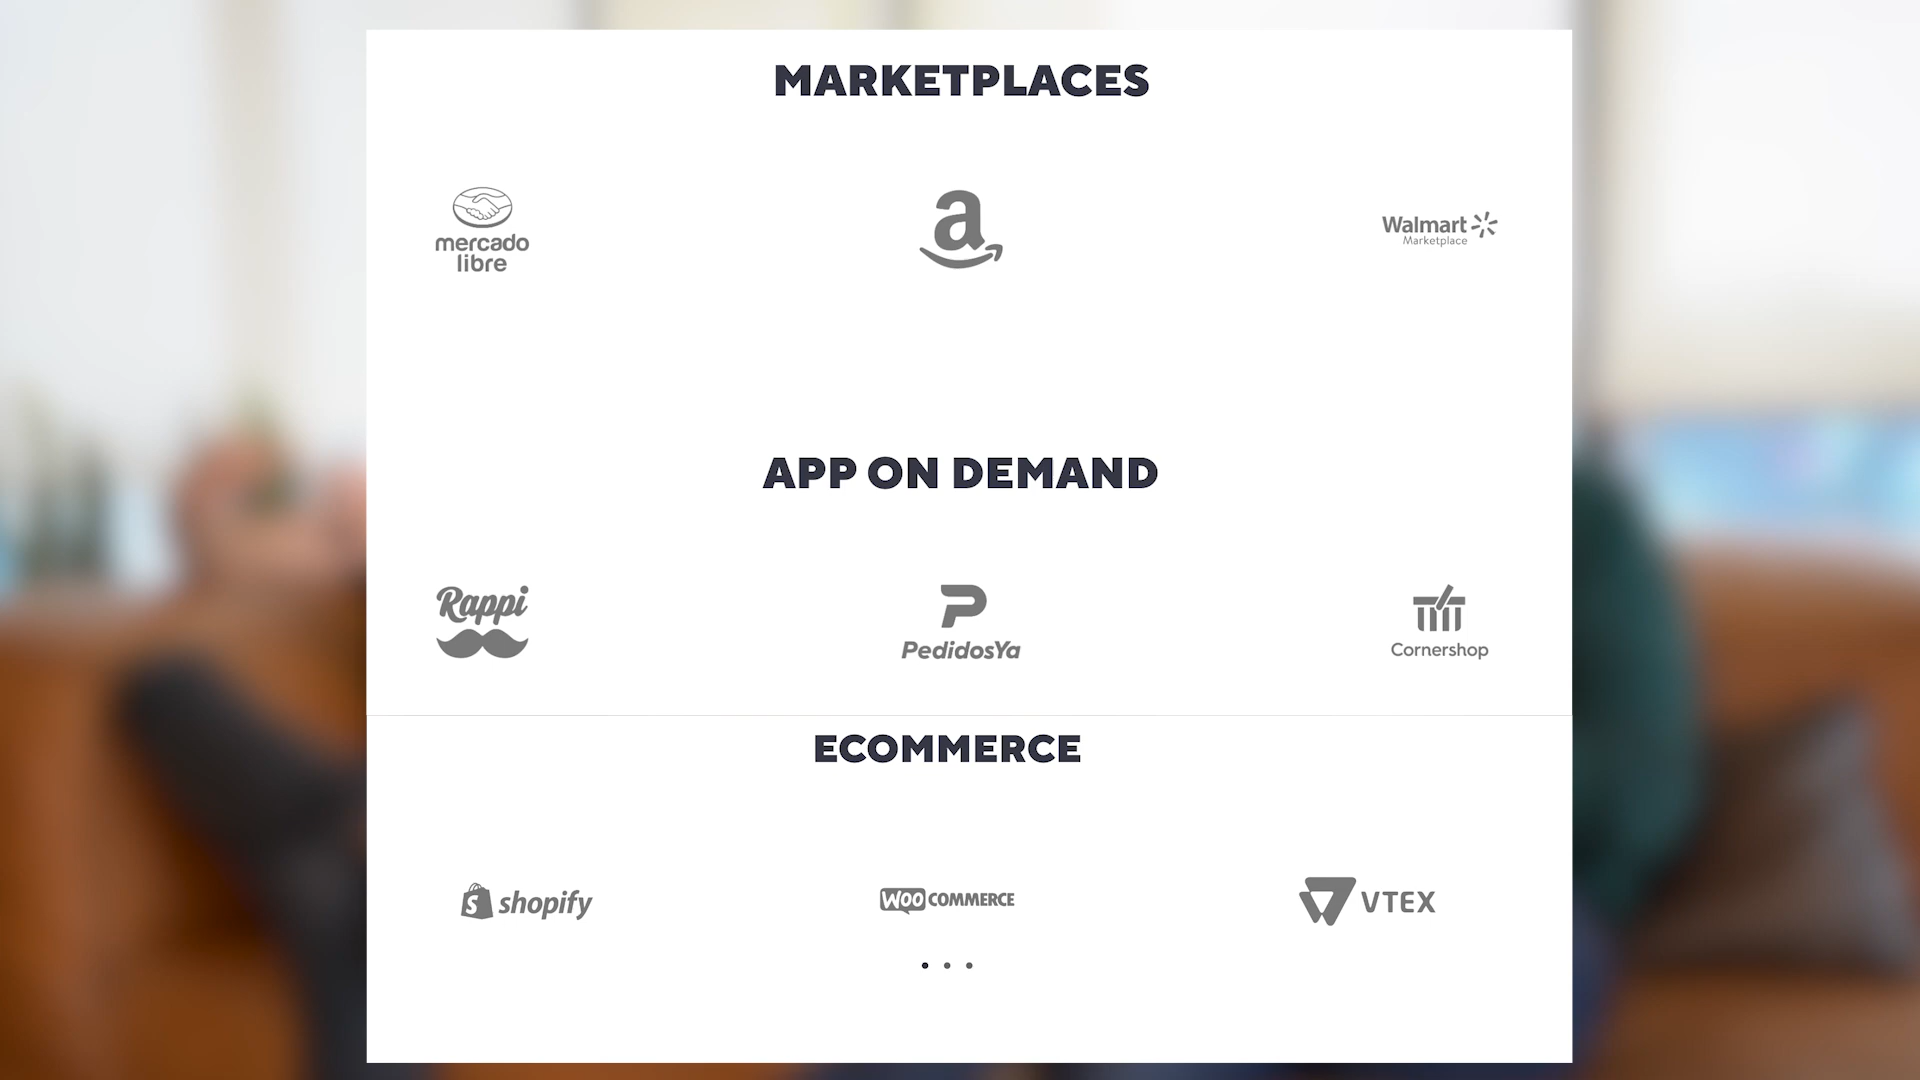 MARKETPLACES
mercado
libre
a
Walmart
Marketplace
APP ON DEMAND
Rappi
PedidosYa
Cornershop
ECOMMERCE
S shopify
WOO COMMERCE
VTEX